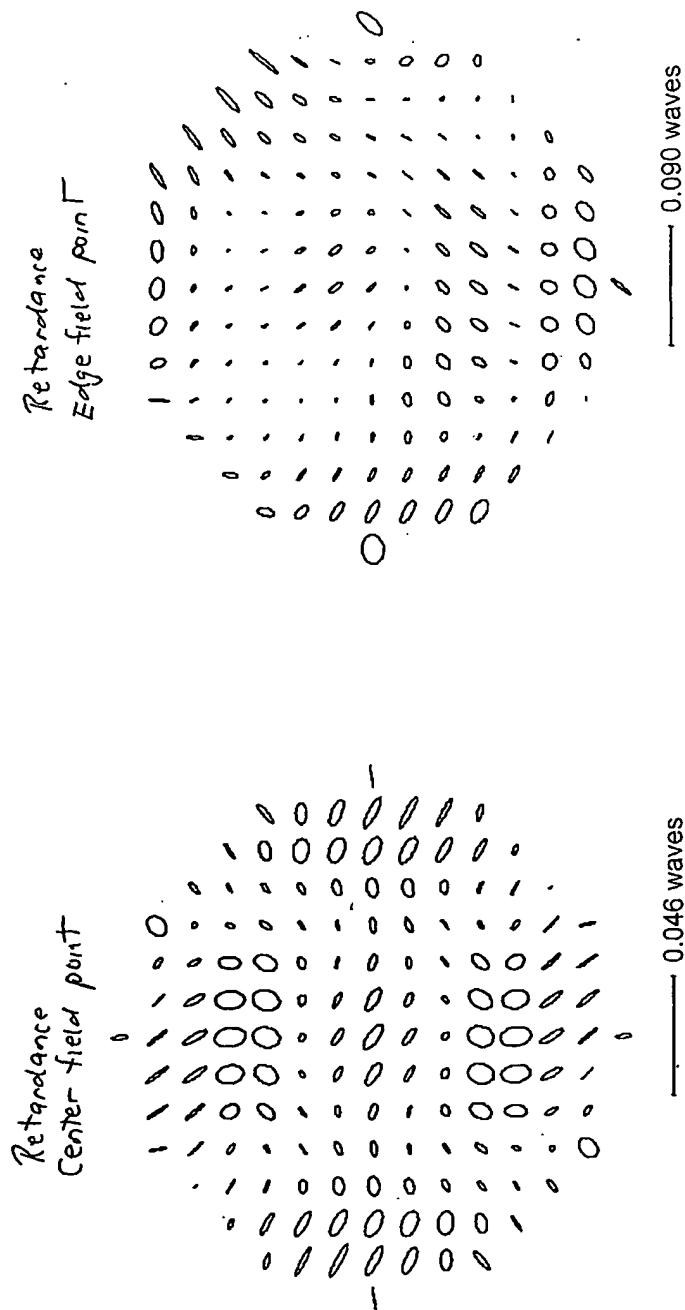 Retardance
Center field point
0.046 waves
Retardance
Edge field point
0.090 waves